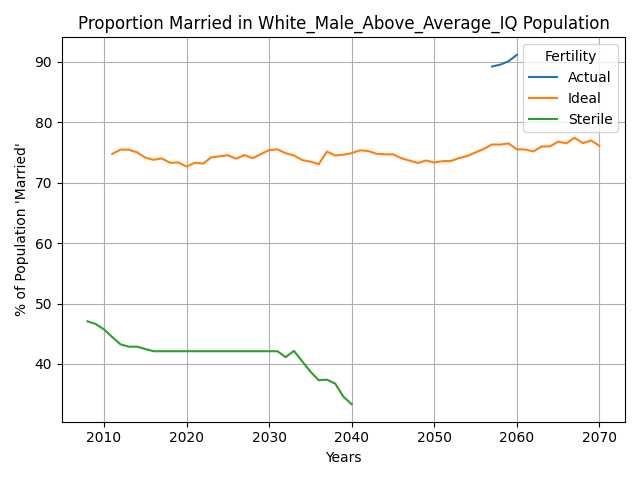 Proportion Married in White_Male_Above_Average_IQ Population
% of Population 'Married'
90
80
70
60
50
40
Fertility
Actual
Ideal
Sterile
2010 2020 2030 2040 2050 2060 2070
Years